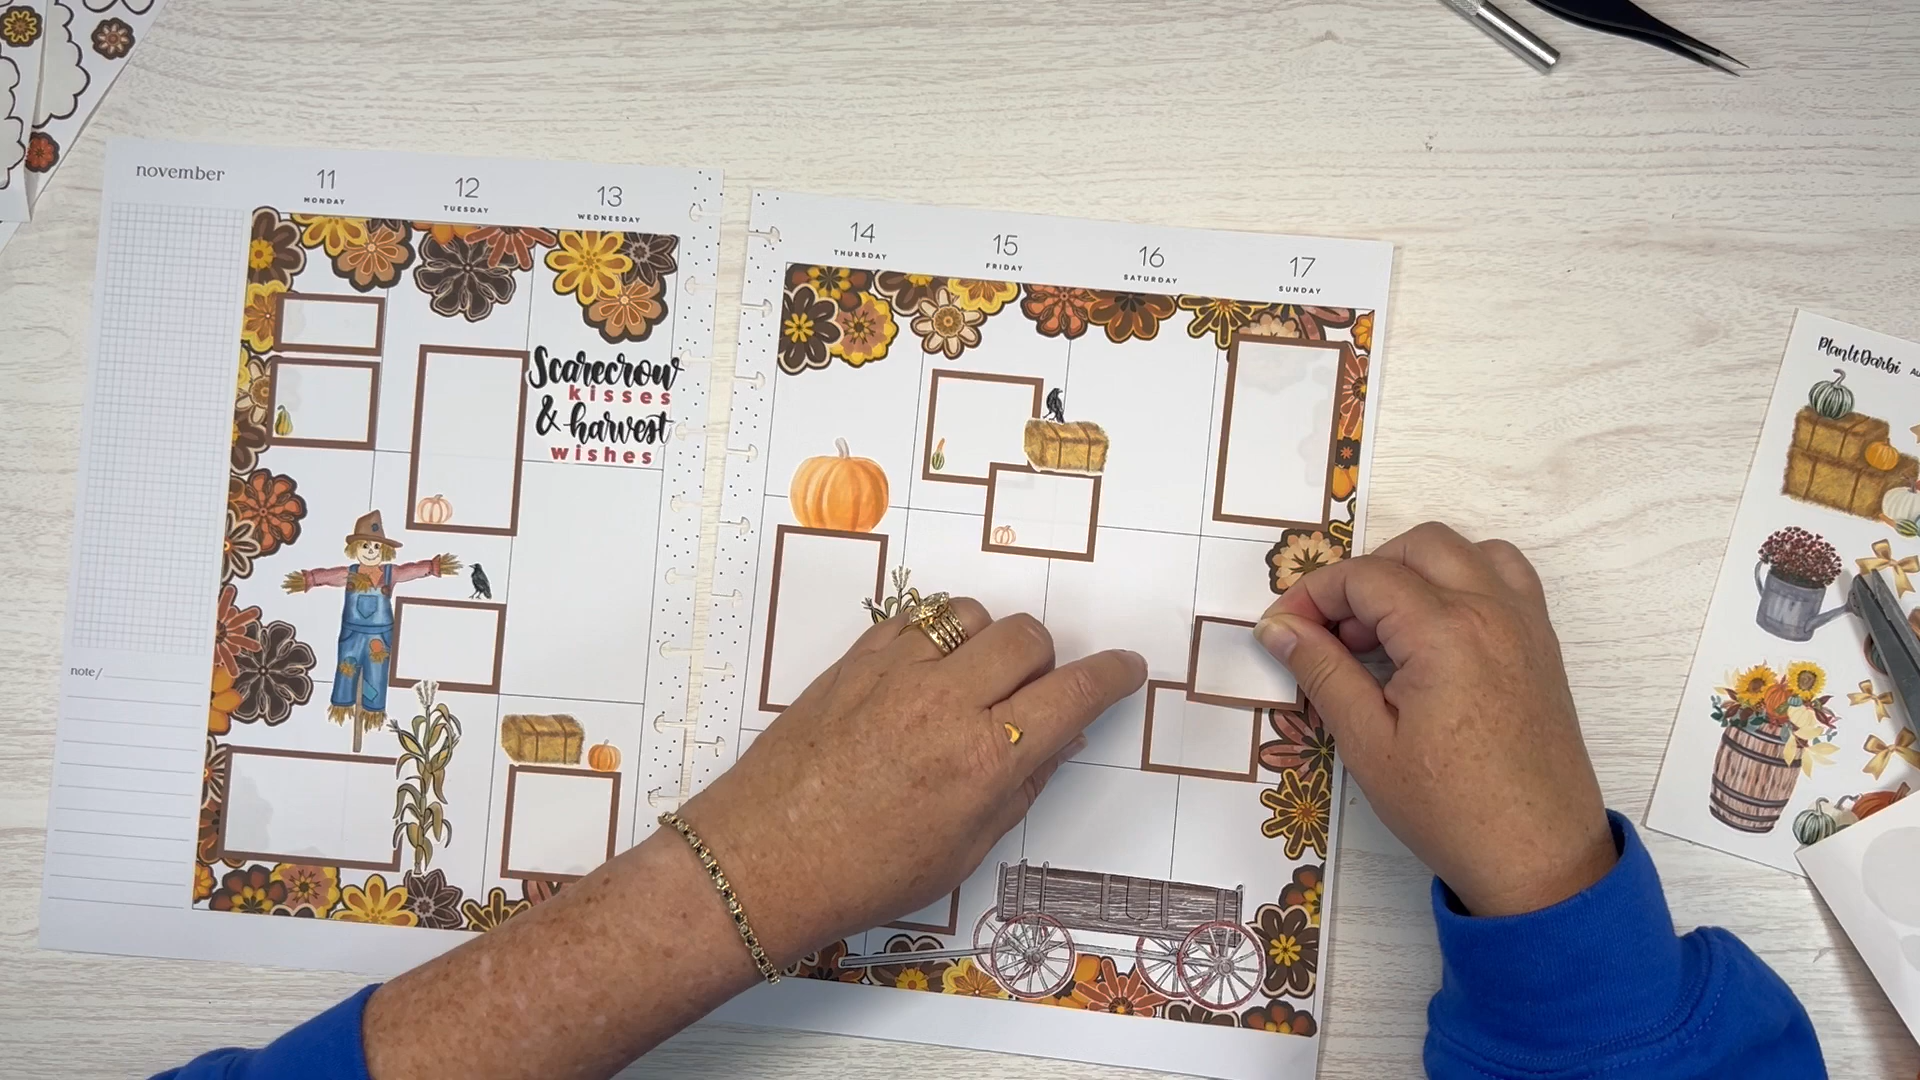 november
11
MONDAY
12
TUESDAY
13
WEDNESDAY
14
THURSDAY
15
FRIDAY
16
SATURDAY
17
SUNDAY
Scarecrow
kisses
& harvest
wishes
note/
PlanItDarbi